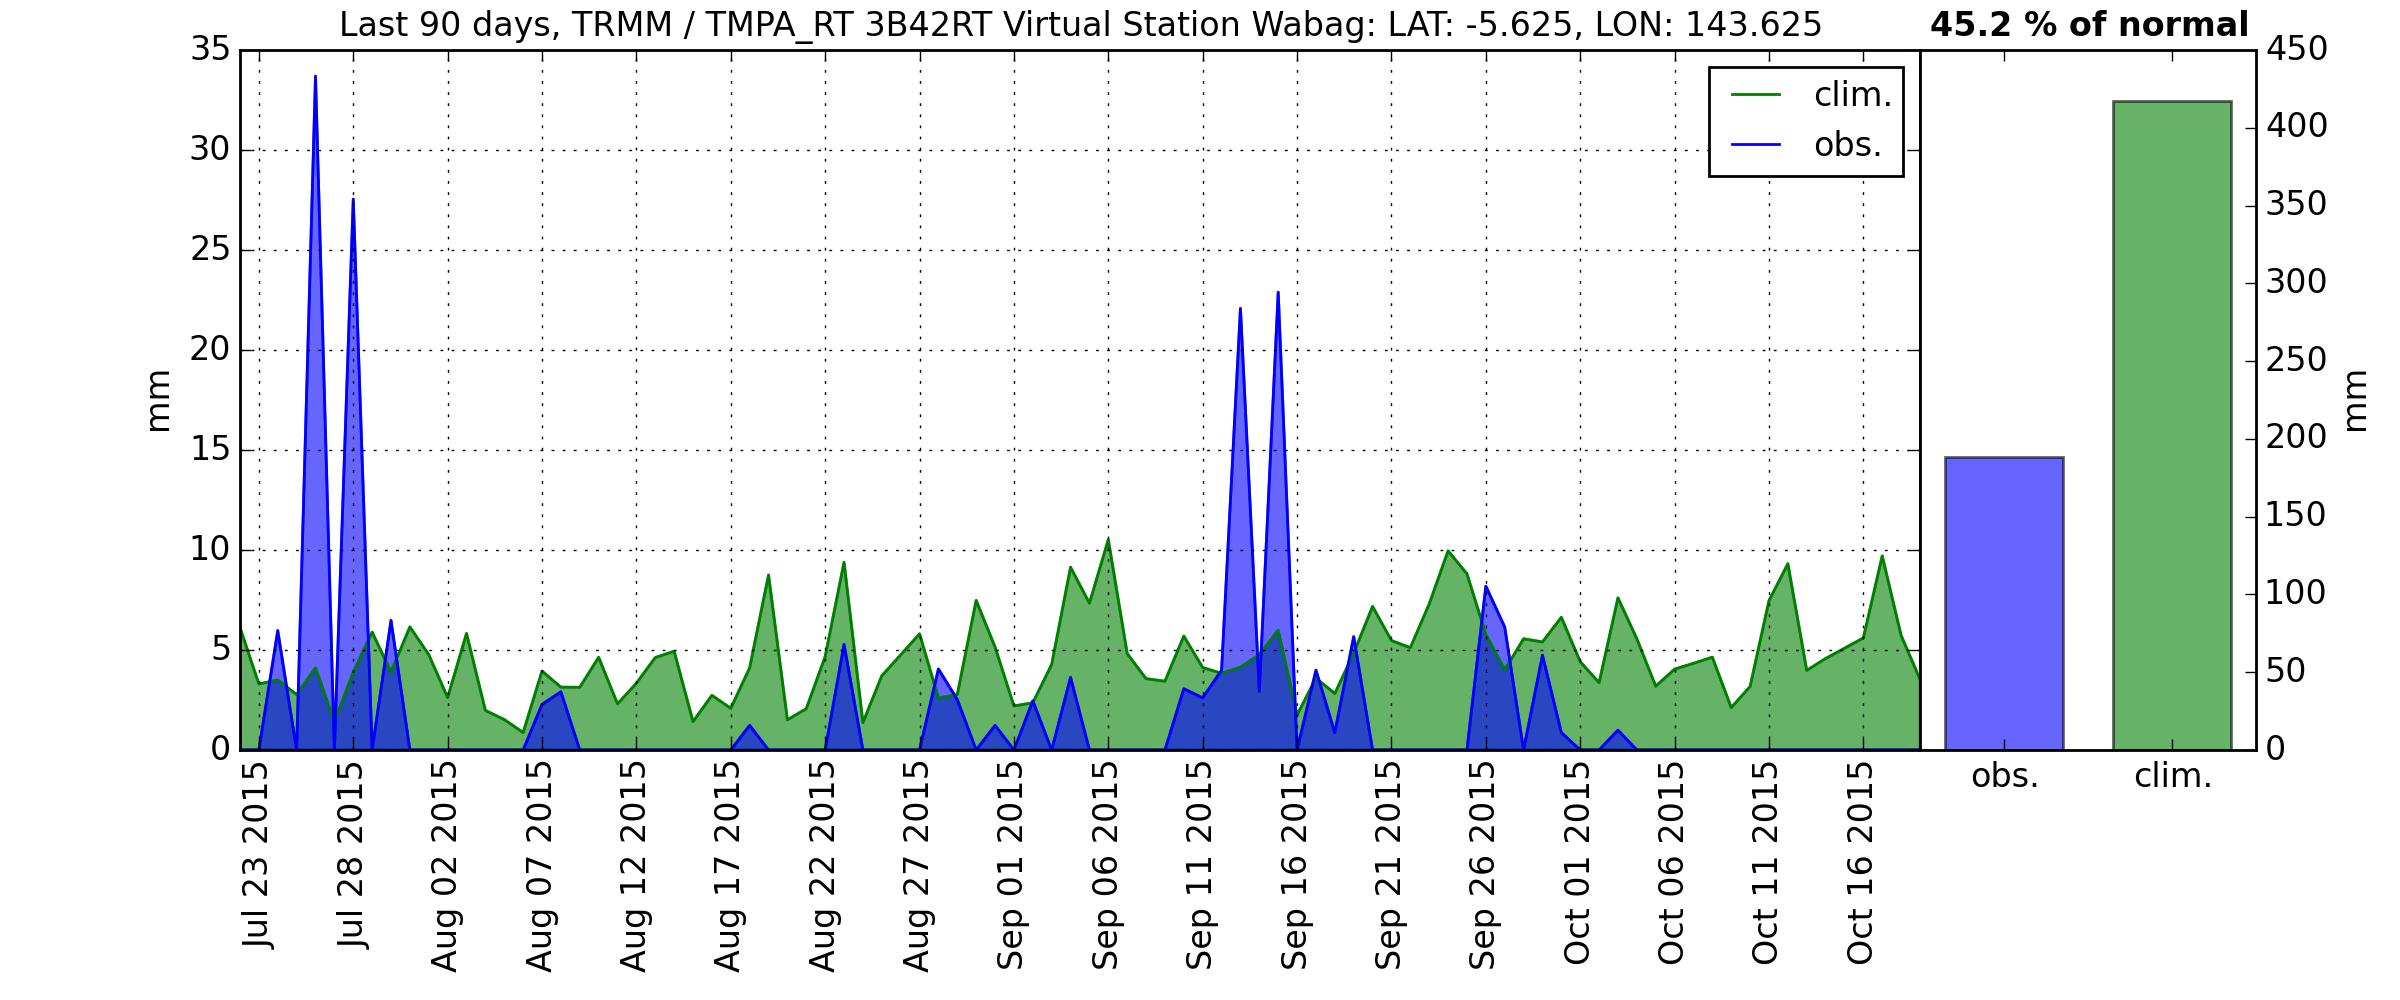 Last 90 days, TRMM / TMPA_RT 3B42RT Virtual Station Wabag: LAT: -5.625, LON: 143.625
45.2 % of normal
35
30
25
20
15
10
5
0
mm
clim.
obs.
Jul 23 2015
Jul 28 2015
Aug 02 2015
Aug 07 2015
Aug 12 2015
Aug 17 2015
Aug 22 2015
Aug 27 2015
Sep 01 2015
Sep 06 2015
Sep 11 2015
Sep 16 2015
Sep 21 2015
Sep 26 2015
Oct 01 2015
Oct 06 2015
Oct 11 2015
Oct 16 2015
obs.
clim.
450
400
350
300
250
200
150
100
50
0
mm